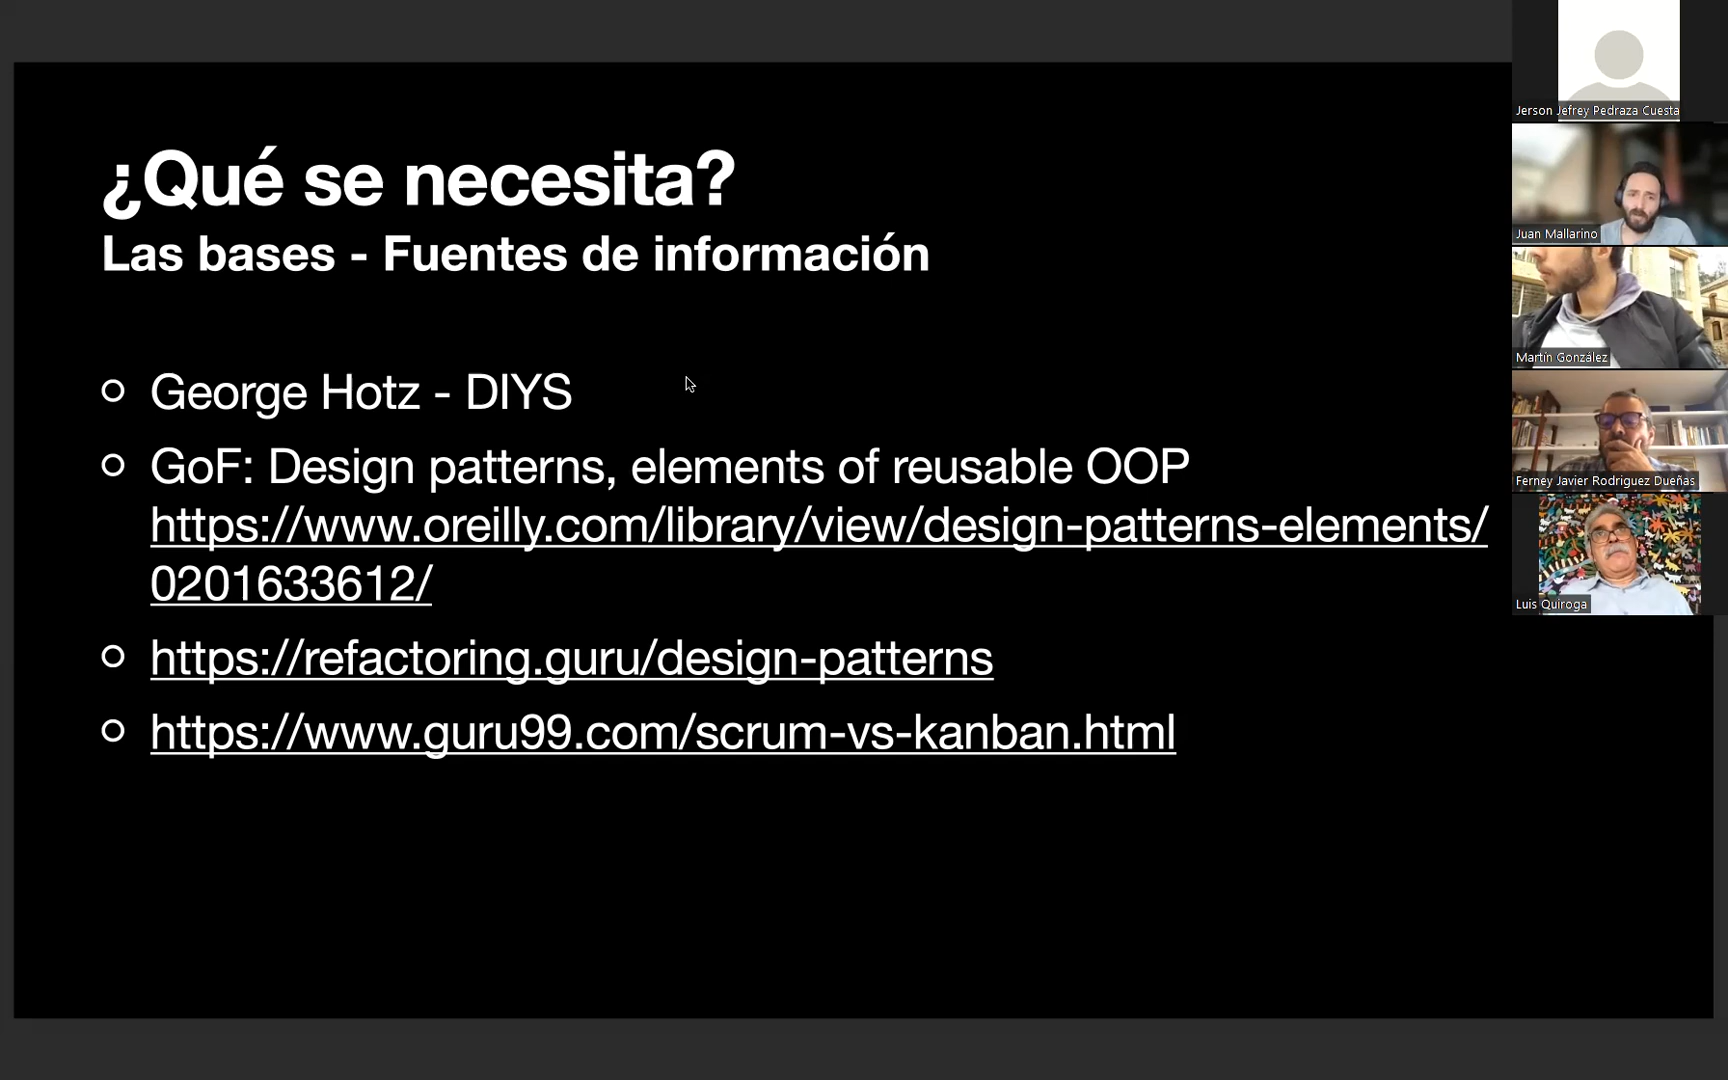 ¿Qué se necesita?
Las bases - Fuentes de información
George Hotz - DIYS
GoF: Design patterns, elements of reusable OOP
https://www.oreilly.com/library/view/design-patterns-elements/
0201633612/
https://refactoring.guru/design-patterns
https://www.guru99.com/scrum-vs-kanban.html
Jerson Jefrey Pedraza Cuesta
Juan Mallarino
Martín González
Ferney Javier Rodriguez Dueñas
Luis Quiroga